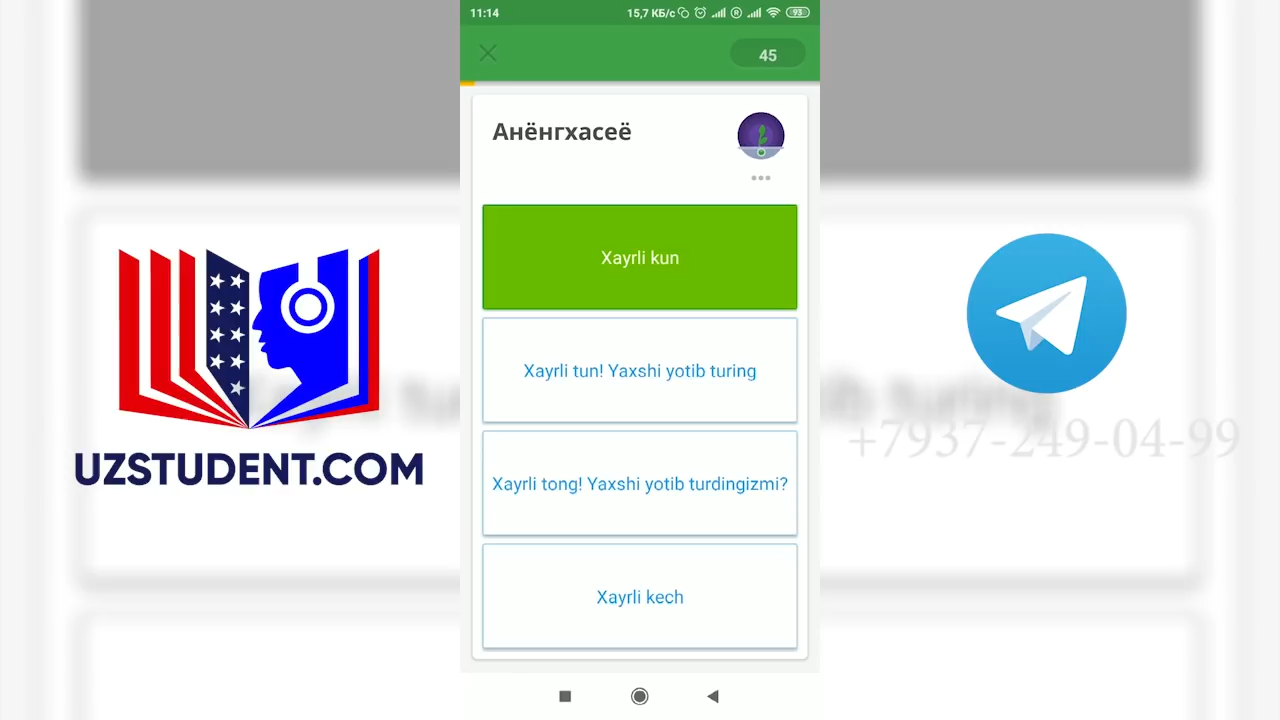 11:14
15,7 КБ/с
93
45
Анёнгхасеё
Xayrli kun
Xayrli tun! Yaxshi yotib turing
Xayrli tong! Yaxshi yotib turdingizmi?
Xayrli kech
UZSTUDENT.COM
+7937-249-04-99